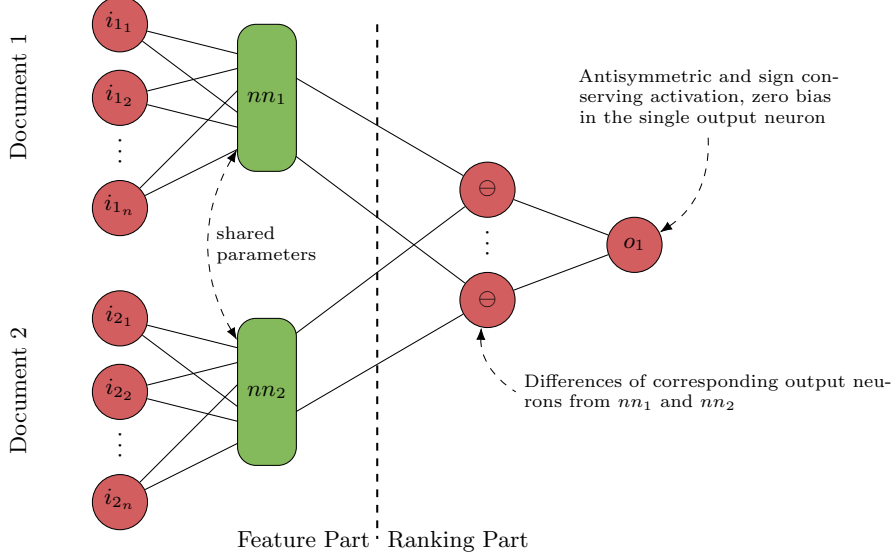 Document 1
i₁₁
i₁₂
⋮
i₁ₙ
nn₁
Antisymmetric and sign con-
serving activation, zero bias
in the single output neuron
⊖
⋮
⊖
o₁
shared
parameters
Document 2
i₂₁
i₂₂
⋮
i₂ₙ
nn₂
Differences of corresponding output neu-
rons from nn₁ and nn₂
Feature Part
Ranking Part